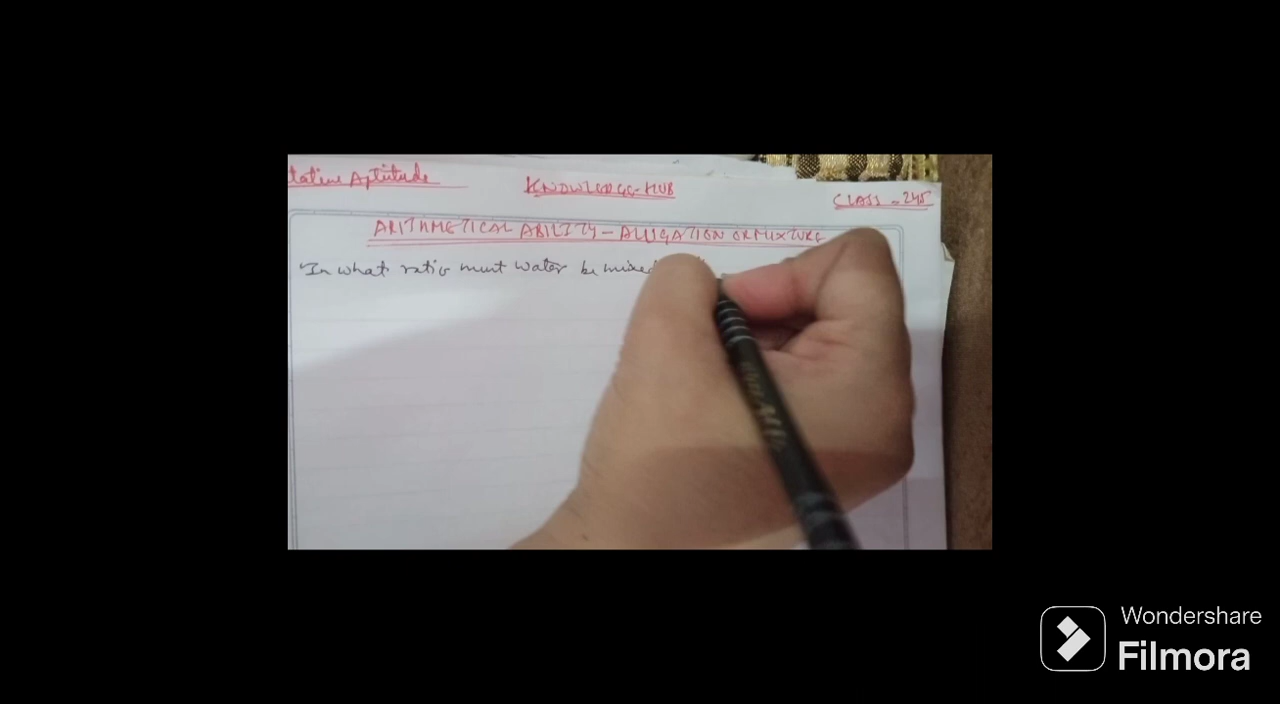 tative Aptitude
KNOWLEDGE-HUB
CLASS - 245
ARITHMETICAL ABILITY - ALLIGATION OR MIXTURE
In what ratio must water be mixed
Wondershare
Filmora